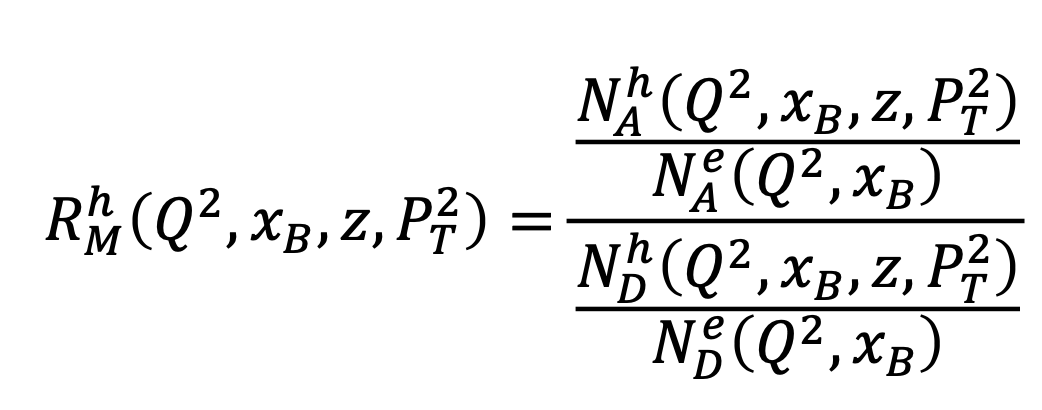 R_M^h(Q^2, x_B, z, P_T^2) = \frac{\frac{N_A^h(Q^2, x_B, z, P_T^2)}{N_A^e(Q^2, x_B)}}{\frac{N_D^h(Q^2, x_B, z, P_T^2)}{N_D^e(Q^2, x_B)}}